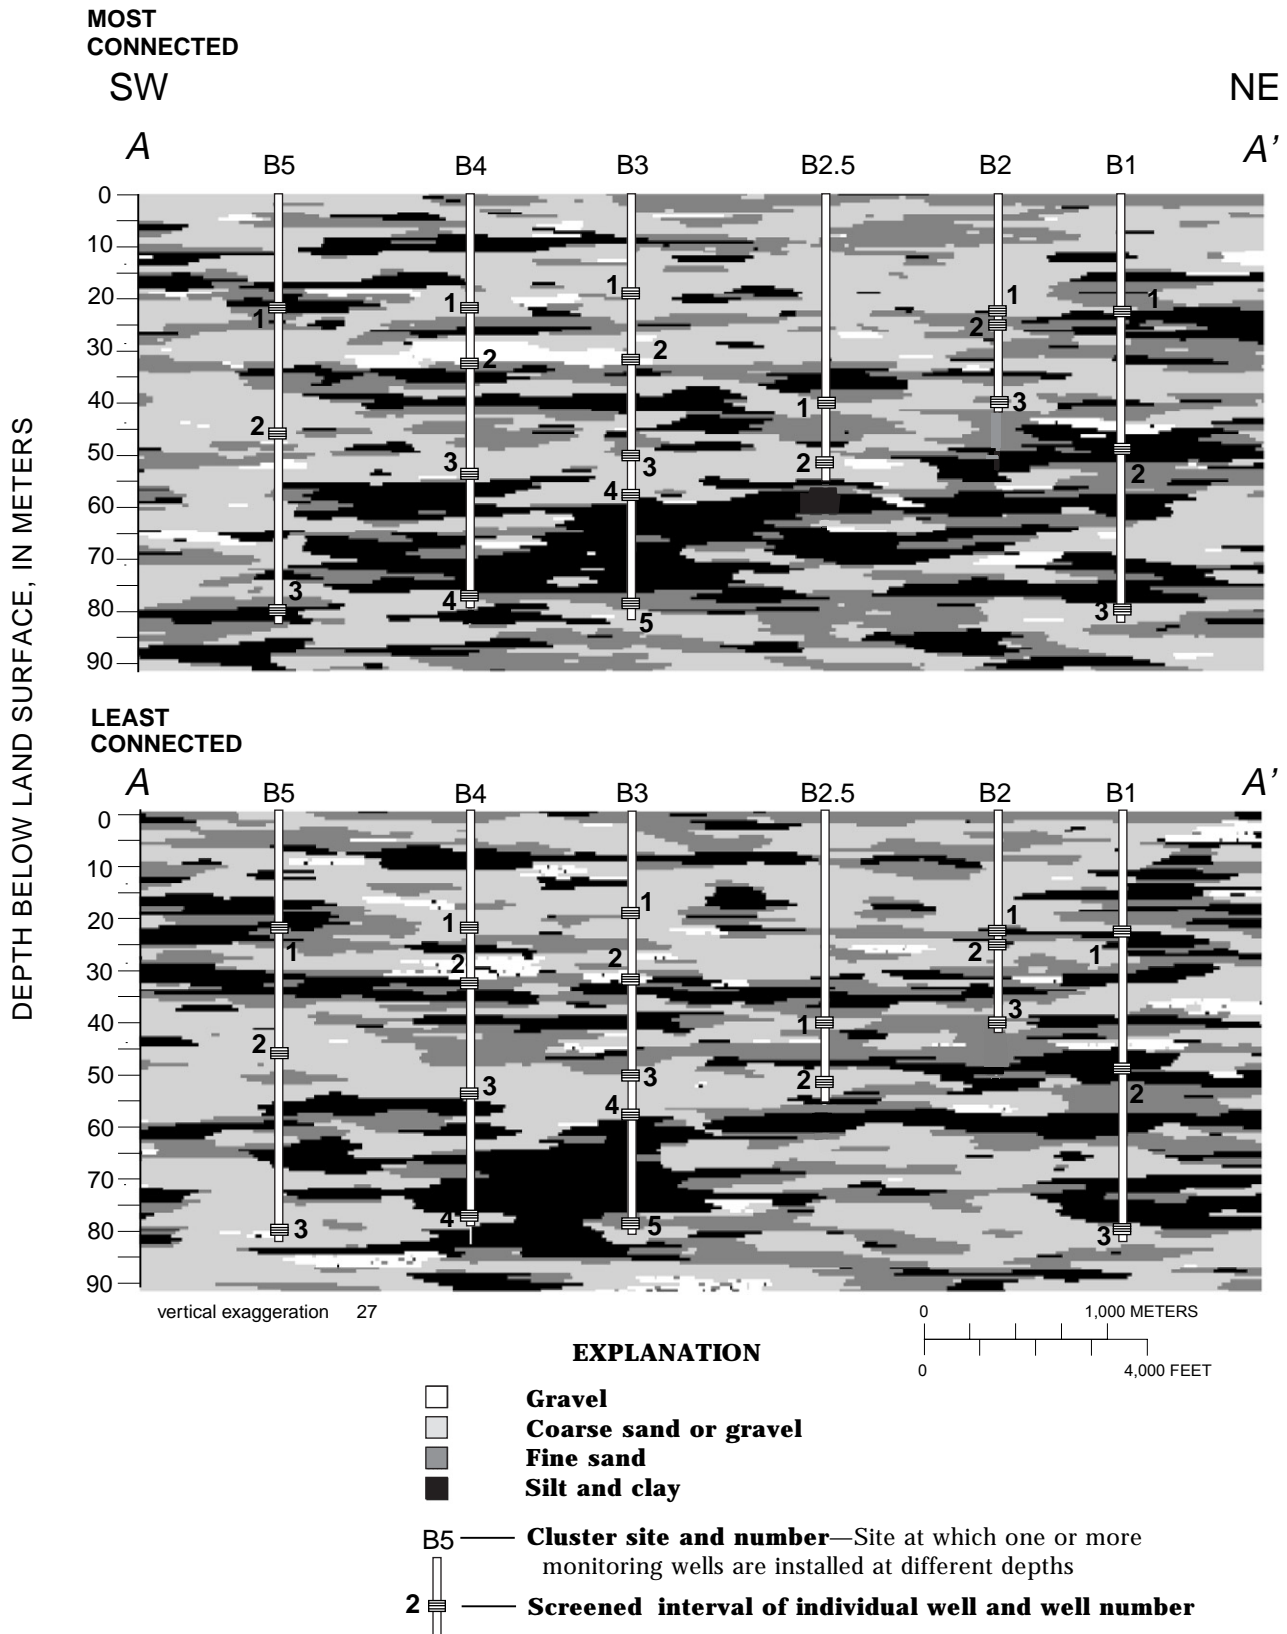 MOST
CONNECTED
SW NE
A A'
B5 B4 B3 B2.5 B2 B1
0
10
20
30
40
50
60
70
80
90
1
2
3
1
2
3
4
1
2
3
4
5
1
2
1
2
3
1
2
3
DEPTH BELOW LAND SURFACE, IN METERS
LEAST
CONNECTED
A A'
B5 B4 B3 B2.5 B2 B1
0
10
20
30
40
50
60
70
80
90
1
2
3
1
2
3
4
1
2
3
4
5
1
2
1
2
3
1
2
3
vertical exaggeration 27
0 1,000 METERS
0 4,000 FEET
EXPLANATION
Gravel
Coarse sand or gravel
Fine sand
Silt and clay
B5 Cluster site and number—Site at which one or more
monitoring wells are installed at different depths
2 Screened interval of individual well and well number